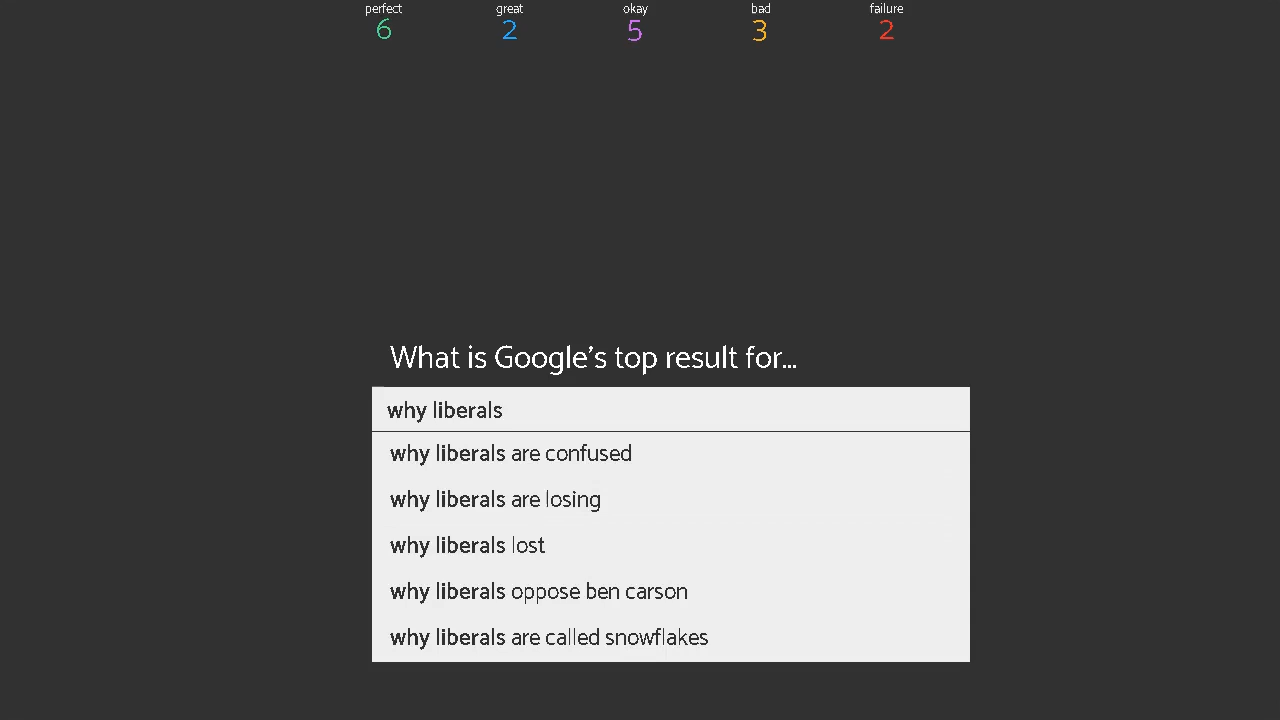 perfect great okay bad failure
6 2 5 3 2
What is Google's top result for...
why liberals
why liberals are confused
why liberals are losing
why liberals lost
why liberals oppose ben carson
why liberals are called snowflakes